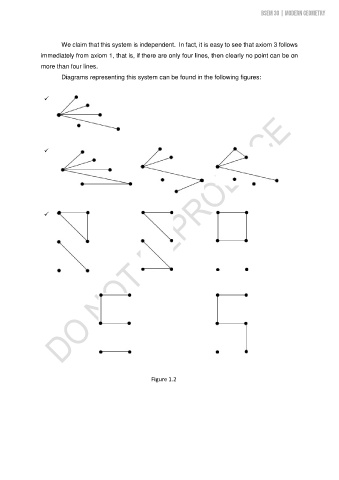 BSEM 30 | MODERN GEOMETRY
We claim that this system is independent. In fact, it is easy to see that axiom 3 follows
immediately from axiom 1, that is, if there are only four lines, then clearly no point can be on
more than four lines.
Diagrams representing this system can be found in the following figures:
DO NOT REPRODUCE
Figure 1.2